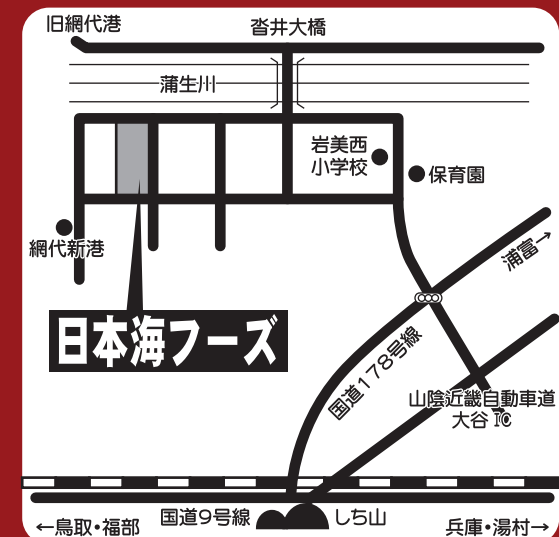 旧網代港
沓井大橋
蒲生川
岩美西
小学校
保育園
網代新港
浦富→
日本海フーズ
国道178号線
山陰近畿自動車道
大谷IC
国道9号線
しち山
←鳥取・福部
兵庫・湯村→